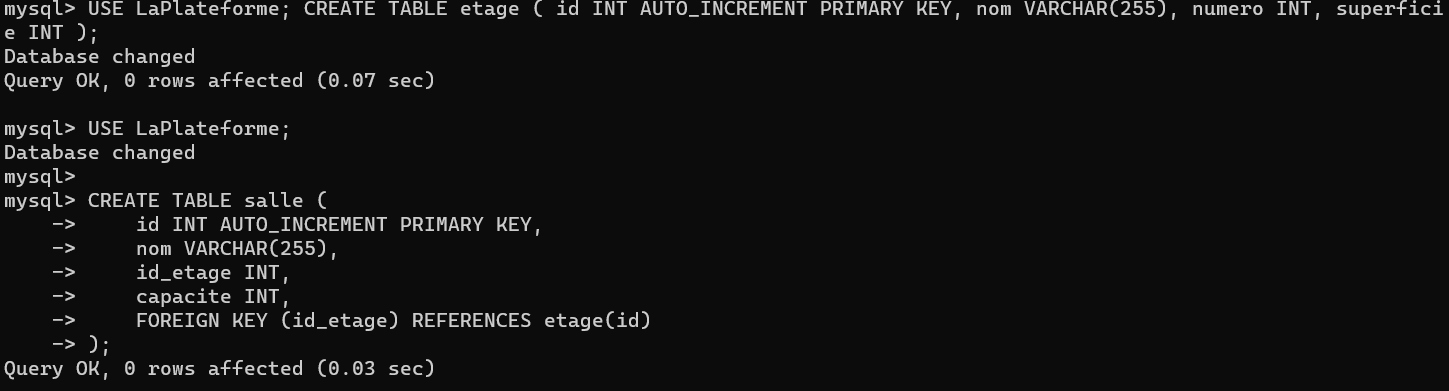 mysql> USE LaPlateforme; CREATE TABLE etage ( id INT AUTO_INCREMENT PRIMARY KEY, nom VARCHAR(255), numero INT, superfici
e INT );
Database changed
Query OK, 0 rows affected (0.07 sec)

mysql> USE LaPlateforme;
Database changed
mysql>
mysql> CREATE TABLE salle (
    ->     id INT AUTO_INCREMENT PRIMARY KEY,
    ->     nom VARCHAR(255),
    ->     id_etage INT,
    ->     capacite INT,
    ->     FOREIGN KEY (id_etage) REFERENCES etage(id)
    -> );
Query OK, 0 rows affected (0.03 sec)